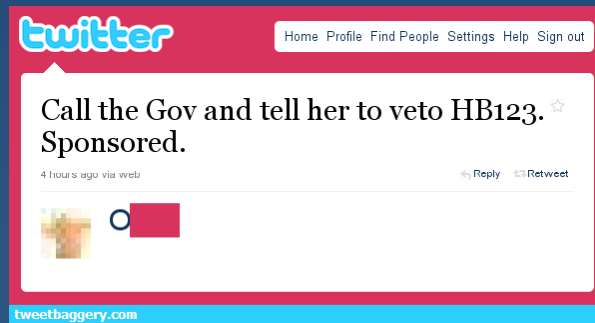 twitter
Home Profile Find People Settings Help Sign out
Call the Gov and tell her to veto HB123.
Sponsored.
4 hours ago via web
Reply Retweet
O
tweetbaggery.com